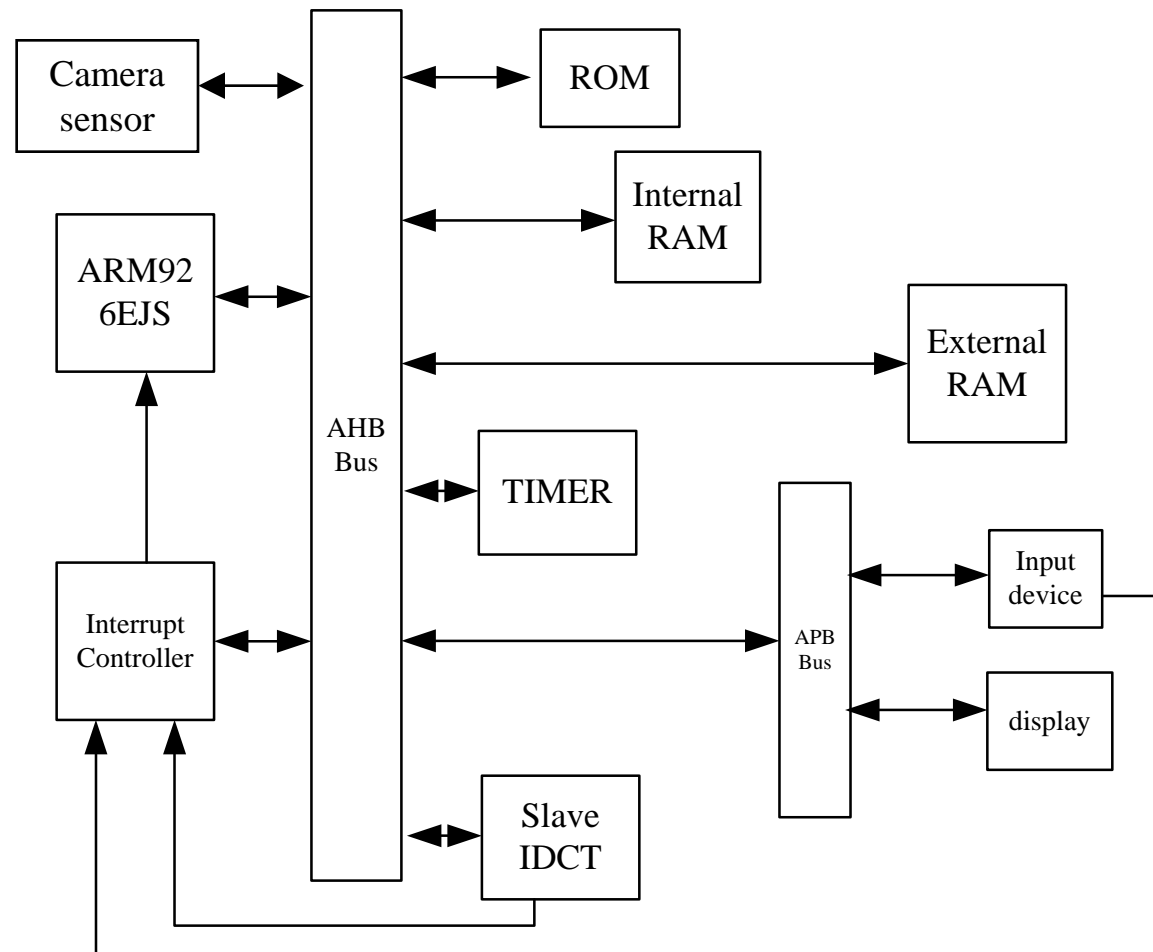 Camera
sensor
ROM
Internal
RAM
ARM92
6EJS
External
RAM
AHB
Bus
TIMER
Input
device
Interrupt
Controller
APB
Bus
display
Slave
IDCT